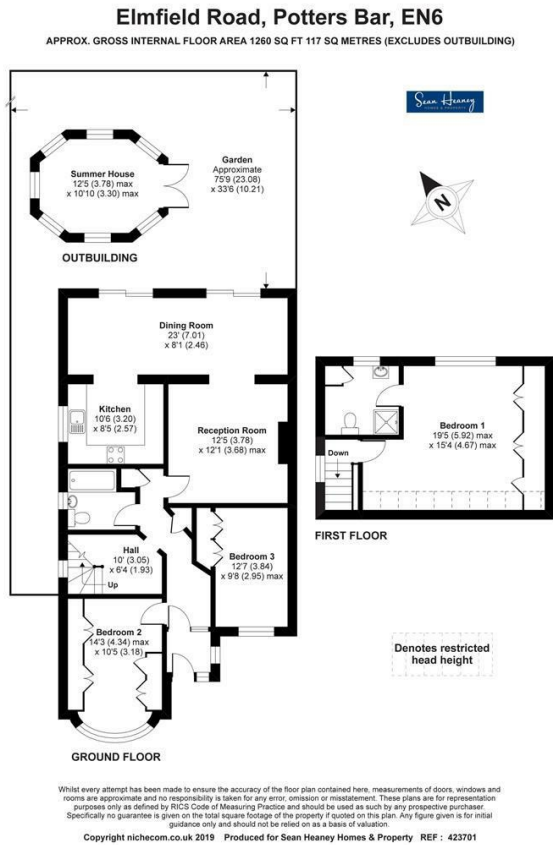 Elmfield Road, Potters Bar, EN6
APPROX. GROSS INTERNAL FLOOR AREA 1260 SQ FT 117 SQ METRES (EXCLUDES OUTBUILDING)
Sean Heaney
HOMES & PROPERTY
Summer House
12'5 (3.78) max
x 10'10 (3.30) max
Garden
Approximate
75'9 (23.08)
x 33'6 (10.21)
N
OUTBUILDING
Dining Room
23' (7.01)
x 8'1 (2.46)
Kitchen
10'6 (3.20)
x 8'5 (2.57)
Reception Room
12'5 (3.78)
x 12'1 (3.68) max
Bedroom 1
19'5 (5.92) max
x 15'4 (4.67) max
Down
FIRST FLOOR
Hall
10' (3.05)
x 6'4 (1.93)
Up
Bedroom 3
12'7 (3.84)
x 9'8 (2.95) max
Bedroom 2
14'3 (4.34) max
x 10'5 (3.18)
Denotes restricted
head height
GROUND FLOOR
Whilst every attempt has been made to ensure the accuracy of the floor plan contained here, measurements of doors, windows and
rooms are approximate and no responsibility is taken for any error, omission or misstatement. These plans are for representation
purposes only as defined by RICS Code of Measuring Practice and should be used as such by any prospective purchaser.
Specifically no guarantee is given on the total square footage of the property if quoted on this plan. Any figure given is for initial
guidance only and should not be relied on as a basis of valuation.
Copyright nichecom.co.uk 2019 Produced for Sean Heaney Homes & Property REF : 423701